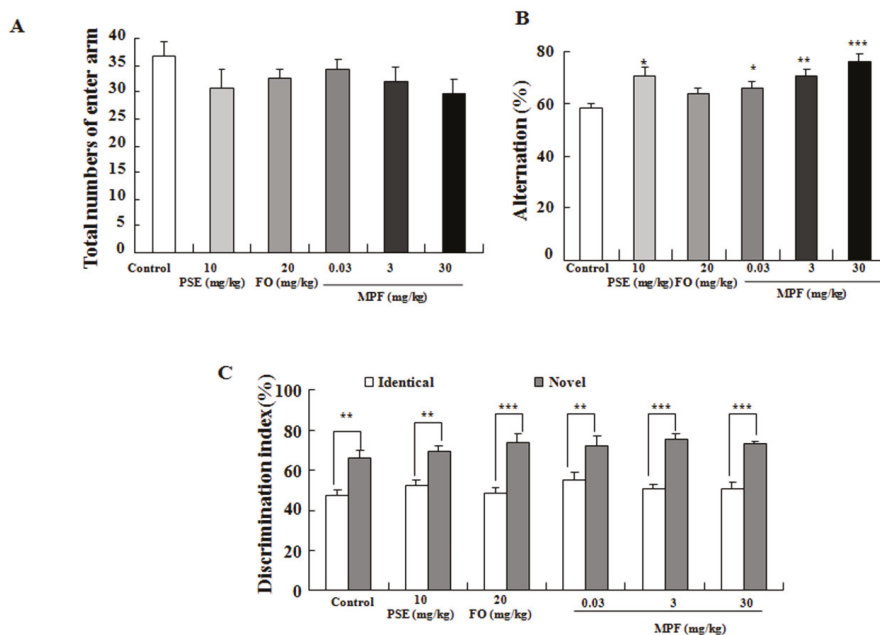 A
Total numbers of enter arm
40
35
30
25
20
15
10
5
0
Control 10 20 0.03 3 30
PSE (mg/kg) FO (mg/kg)
MPF (mg/kg)
B
Alternation (%)
80
60
40
20
0
* * ** ***
Control 10 20 0.03 3 30
PSE (mg/kg) FO (mg/kg)
MPF (mg/kg)
C
Discrimination index(%)
Identical Novel
100
80
60
40
20
0
** ** *** ** *** ***
Control 10 20 0.03 3 30
PSE (mg/kg) FO (mg/kg) MPF (mg/kg)